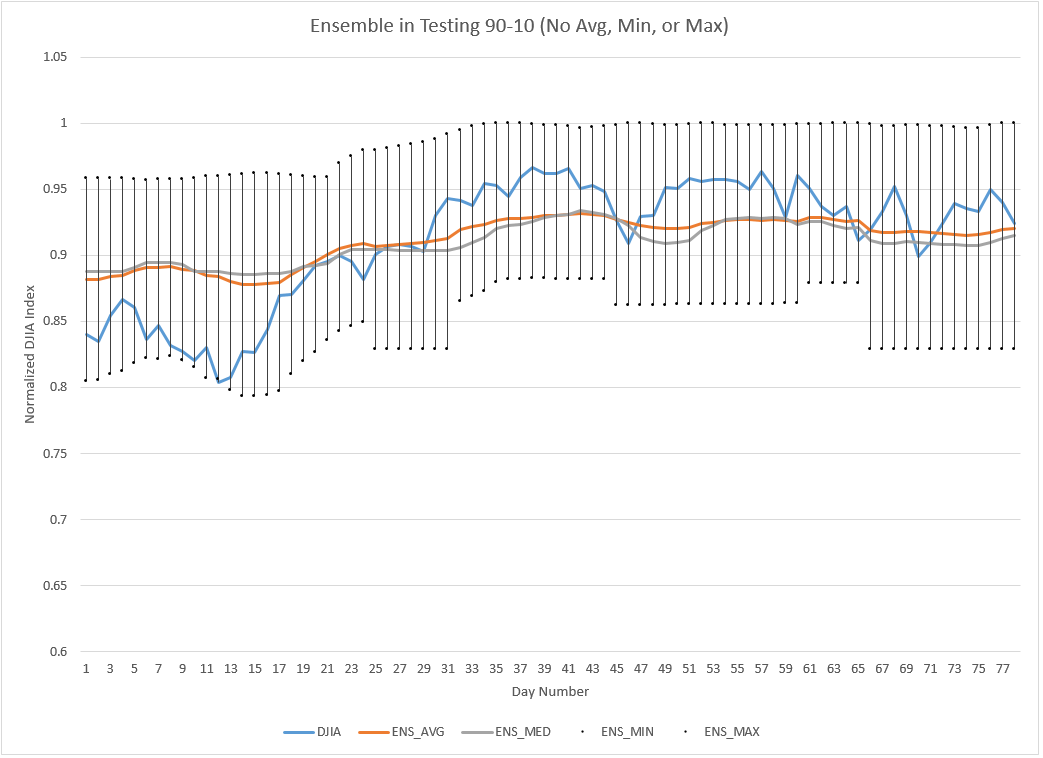 Ensemble in Testing 90-10 (No Avg, Min, or Max)
1.05
1
0.95
0.9
0.85
0.8
0.75
0.7
0.65
0.6
Normalized DJIA Index
1 3 5 7 9 11 13 15 17 19 21 23 25 27 29 31 33 35 37 39 41 43 45 47 49 51 53 55 57 59 61 63 65 67 69 71 73 75 77
Day Number
DJIA ENS_AVG ENS_MED ENS_MIN ENS_MAX